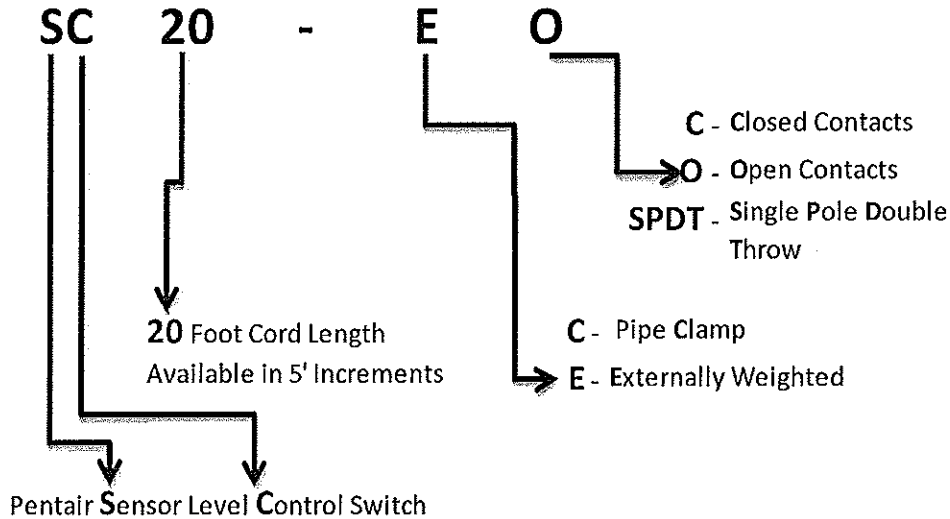 SC 20 - E O
C - Closed Contacts
O - Open Contacts
SPDT - Single Pole Double
Throw
20 Foot Cord Length
Available in 5' Increments
C - Pipe Clamp
E - Externally Weighted
Pentair Sensor Level Control Switch